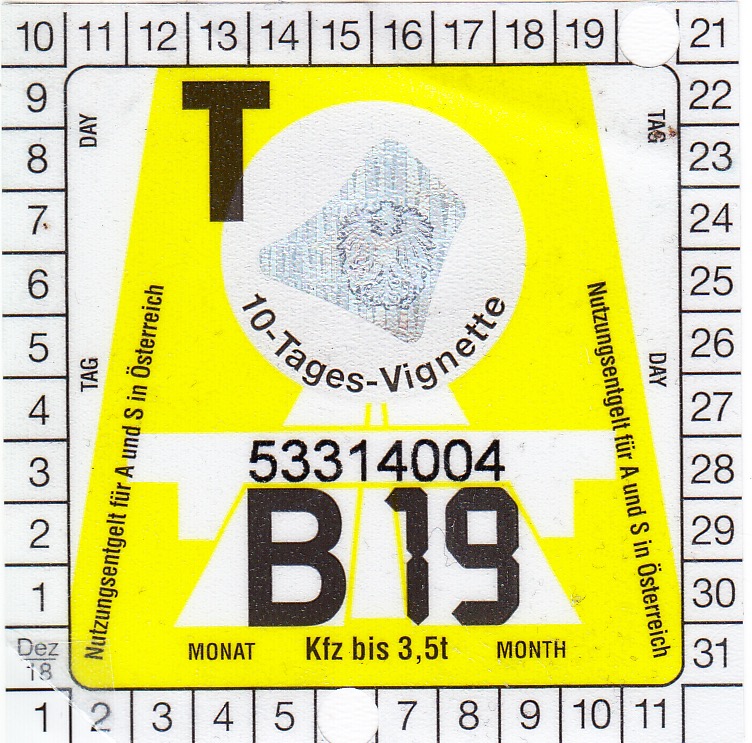 10 11 12 13 14 15 16 17 18 19 21
9 22
8 23
7 24
6 25
5 26
4 27
3 28
2 29
1 30
Dez
18
31
1 2 3 4 5 7 8 9 10 11
DAY
TAG
T
TAG
DAY
10-Tages-Vignette
Nutzungsentgelt für A und S in Österreich
Nutzungsentgelt für A und S in Österreich
53314004
B 19
MONAT Kfz bis 3,5t MONTH